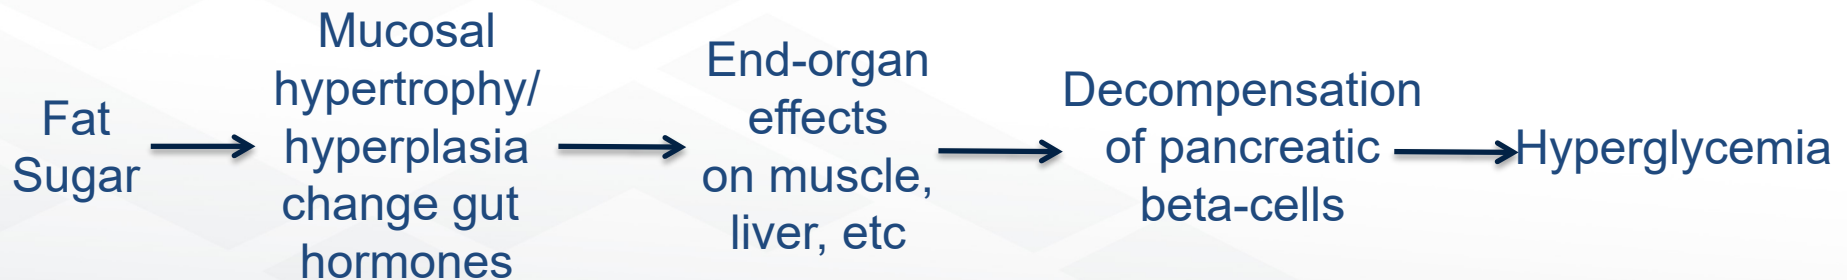 Fat
Sugar
Mucosal
hypertrophy/
hyperplasia
change gut
hormones
End-organ
effects
on muscle,
liver, etc
Decompensation
of pancreatic
beta-cells
Hyperglycemia